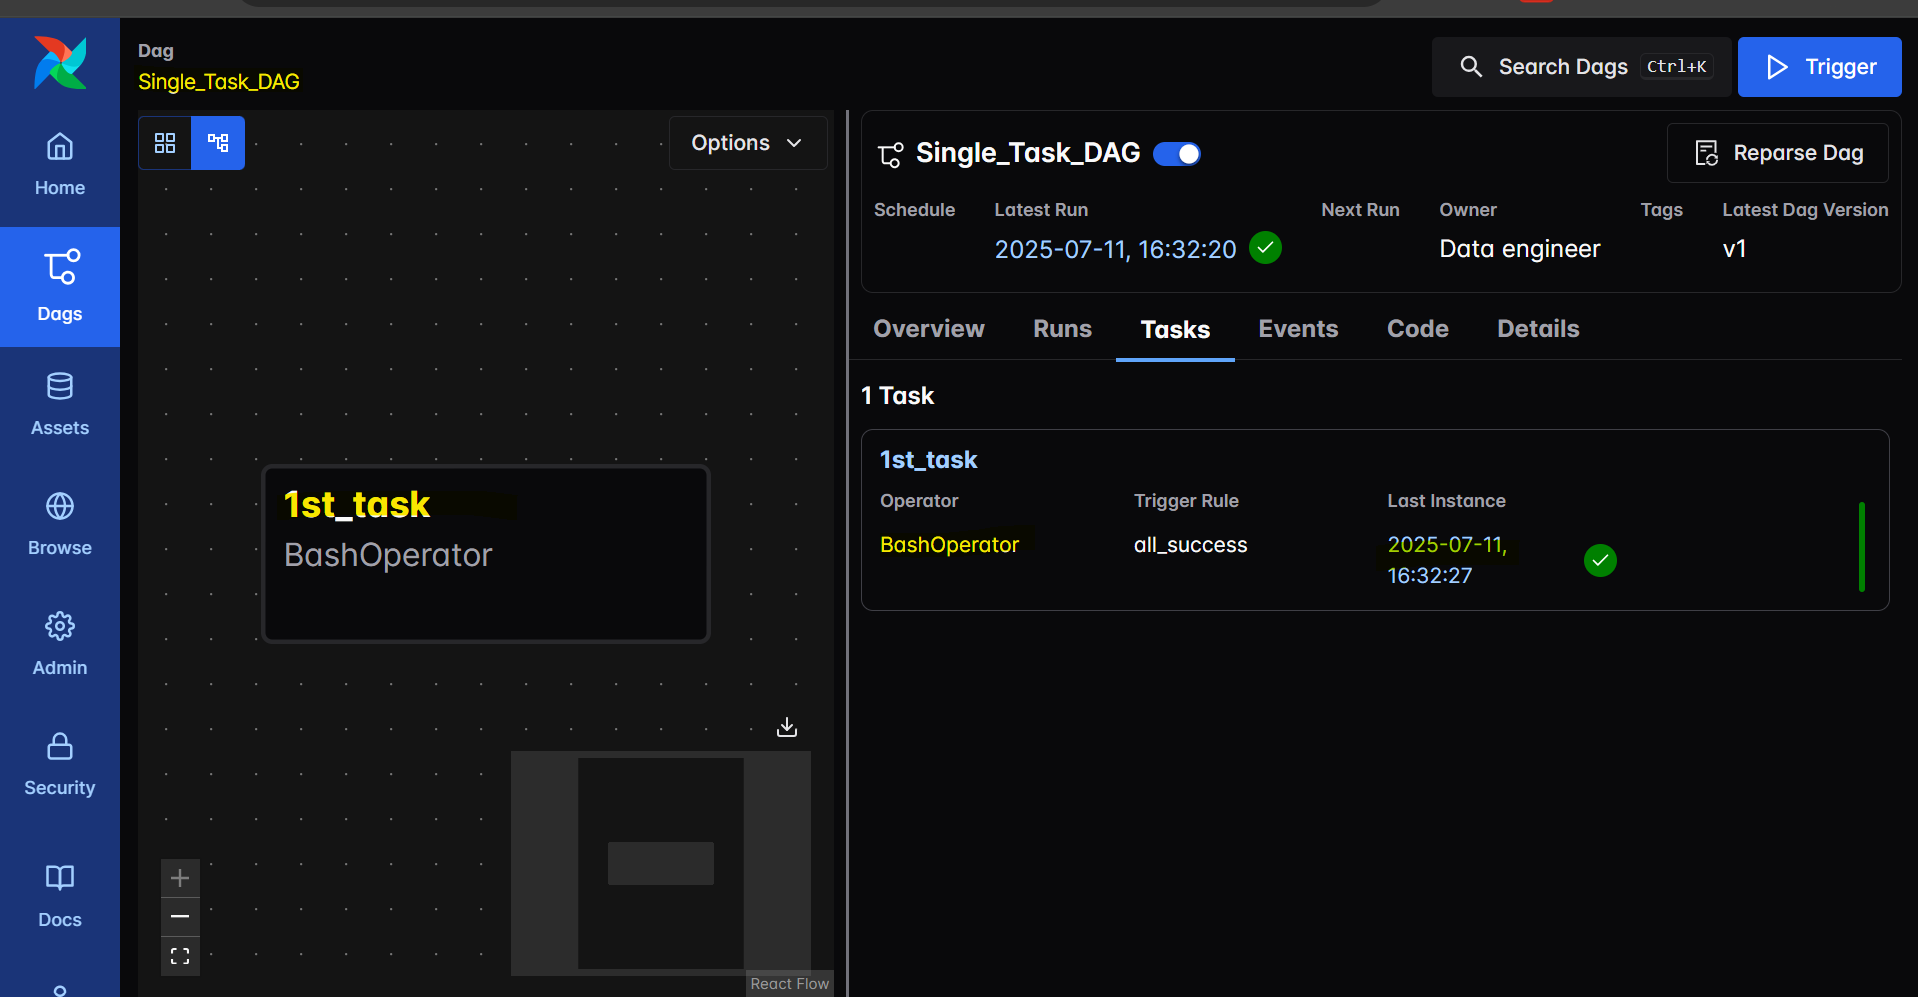 Dag
Single_Task_DAG
Search Dags Ctrl+K
Trigger
Home
Dags
Assets
Browse
Admin
Security
Docs
Options
1st_task
BashOperator
React Flow
Single_Task_DAG
Reparse Dag
Schedule Latest Run Next Run Owner Tags Latest Dag Version
2025-07-11, 16:32:20 Data engineer v1
Overview Runs Tasks Events Code Details
1 Task
1st_task
Operator Trigger Rule Last Instance
BashOperator all_success 2025-07-11,
16:32:27